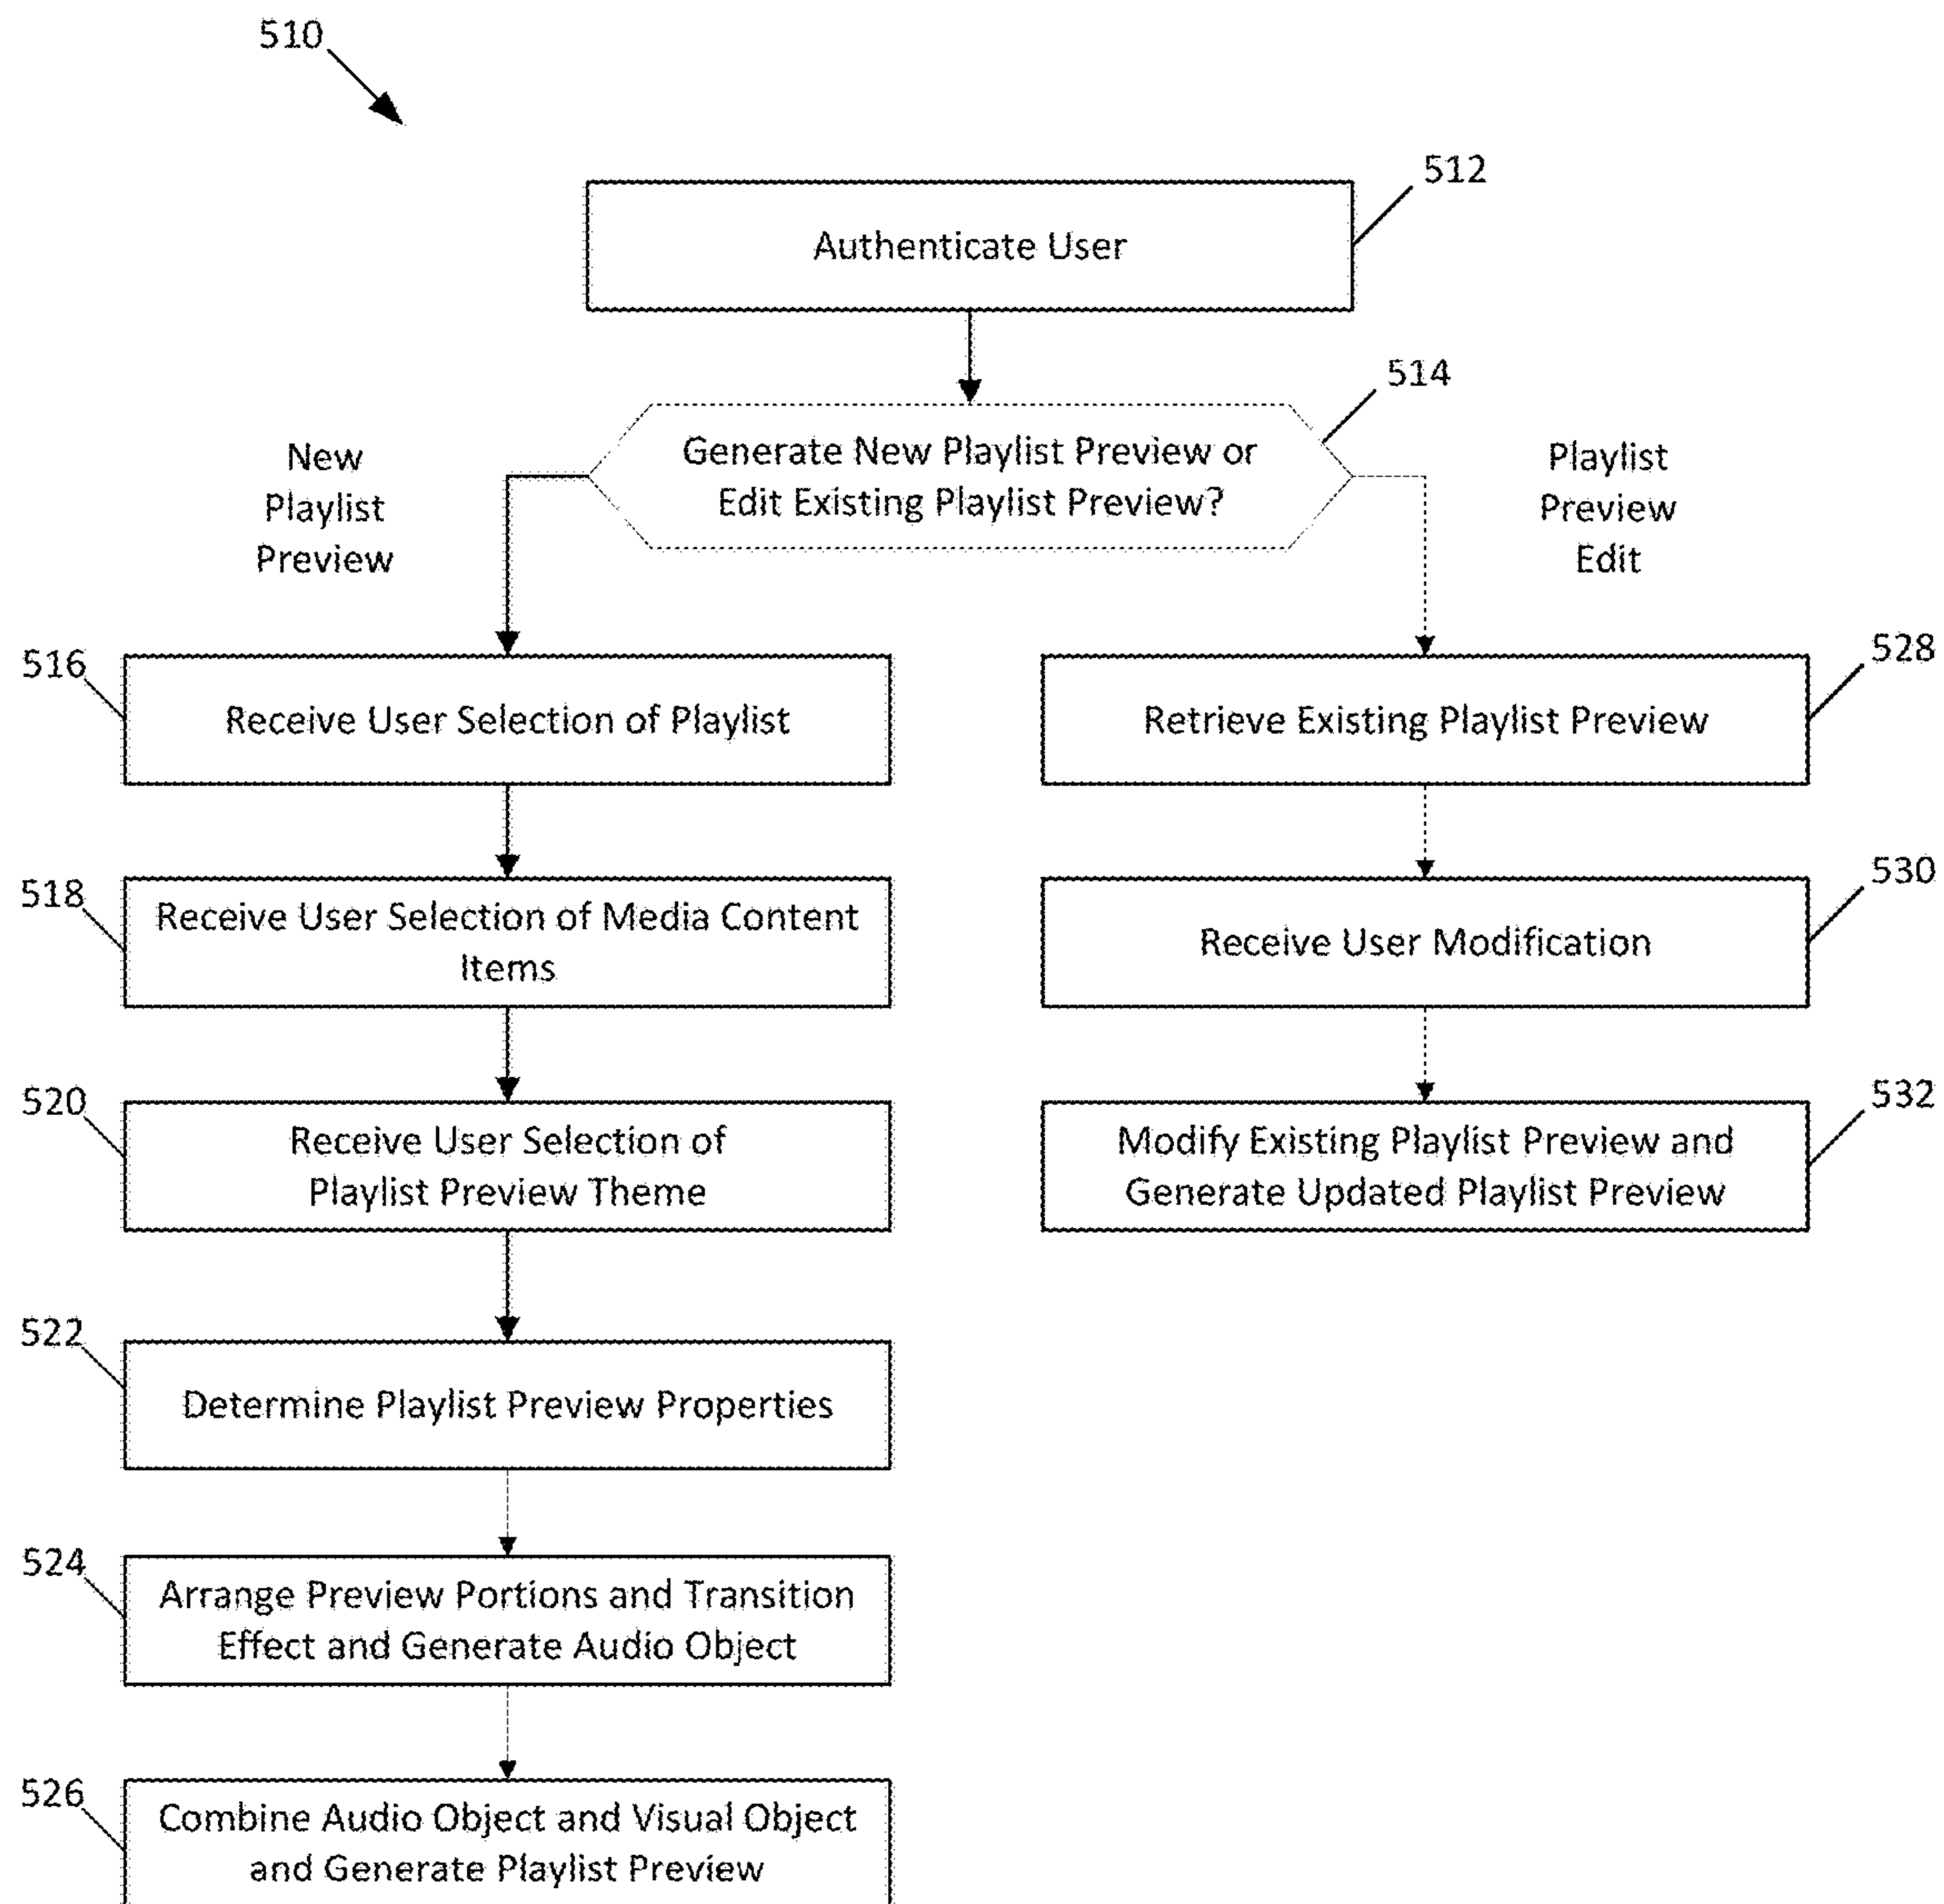 510
512
Authenticate User
514
Generate New Playlist Preview or
Edit Existing Playlist Preview?
New
Playlist
Preview
Playlist
Preview
Edit
516
Receive User Selection of Playlist
528
Retrieve Existing Playlist Preview
518
Receive User Selection of Media Content
Items
530
Receive User Modification
520
Receive User Selection of
Playlist Preview Theme
532
Modify Existing Playlist Preview and
Generate Updated Playlist Preview
522
Determine Playlist Preview Properties
524
Arrange Preview Portions and Transition
Effect and Generate Audio Object
526
Combine Audio Object and Visual Object
and Generate Playlist Preview